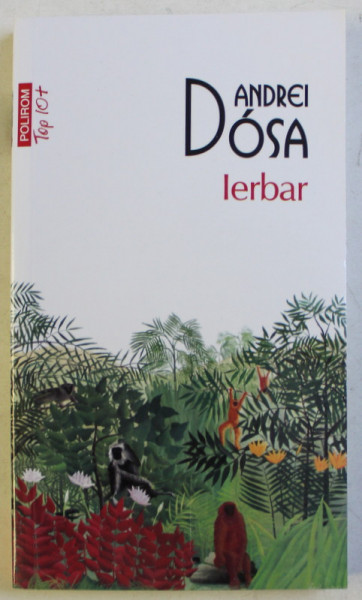 POLIROM
Top 10+
ANDREI
DÓSA
Ierbar